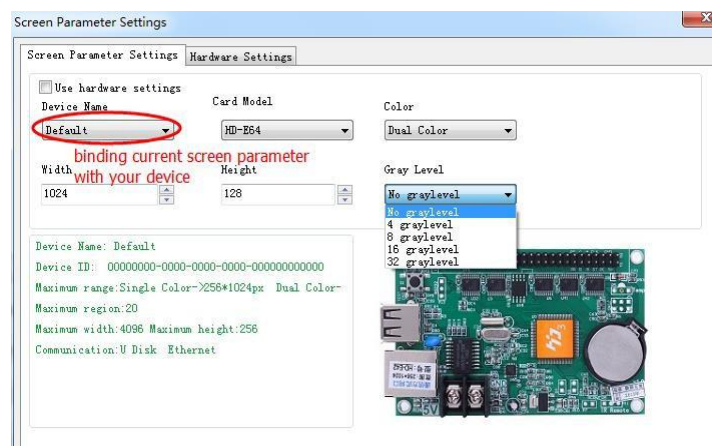 Screen Parameter Settings
X
Screen Parameter Settings
Hardware Settings
Use hardware settings
Device Name
Card Model
Color
Default
HD-E64
Dual Color
binding current screen parameter
with your device
Width
Height
Gray Level
1024
128
No graylevel
No graylevel
4 graylevel
8 graylevel
16 graylevel
32 graylevel
Device Name: Default
Device ID: 00000000-0000-0000-0000-000000000000
Maximum range:Single Color->256*1024px Dual Color-
Maximum region:20
Maximum width:4096 Maximum height:256
Communication:U Disk Ethernet
5V
Remote